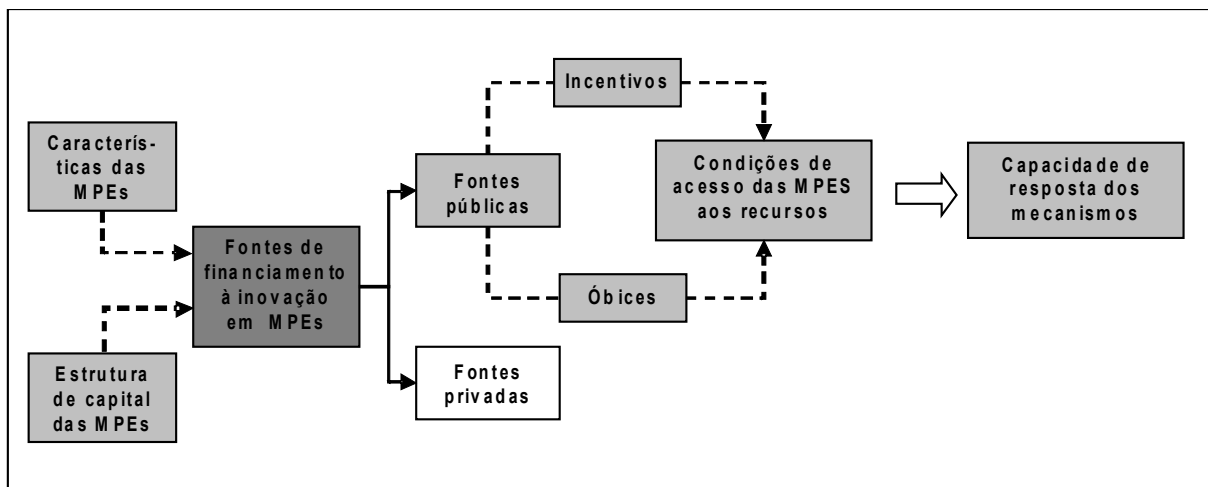 Caracterís-
ticas das
MPEs
Estrutura
de capital
das MPEs
Fontes de
financiamento
à inovação
em MPEs
Fontes
públicas
Fontes
privadas
Incentivos
Óbices
Condições de
acesso das MPES
aos recursos
Capacidade de
resposta dos
mecanismos